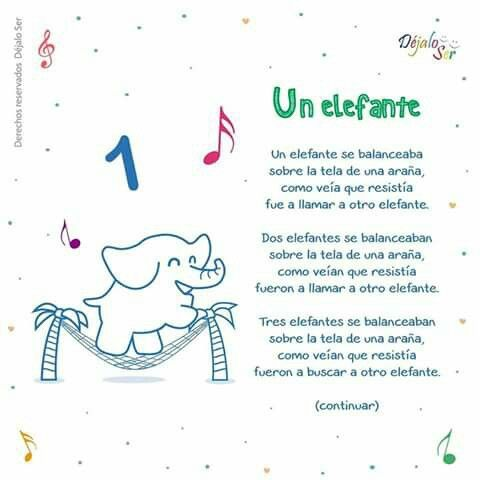 Derechos reservados Déjalo Ser
Déjalo
Ser
Un elefante
1
Un elefante se balanceaba
sobre la tela de una araña,
como veía que resistía
fue a llamar a otro elefante.
Dos elefantes se balanceaban
sobre la tela de una araña,
como veían que resistía
fueron a llamar a otro elefante.
Tres elefantes se balanceaban
sobre la tela de una araña,
como veían que resistía
fueron a buscar a otro elefante.
(continuar)